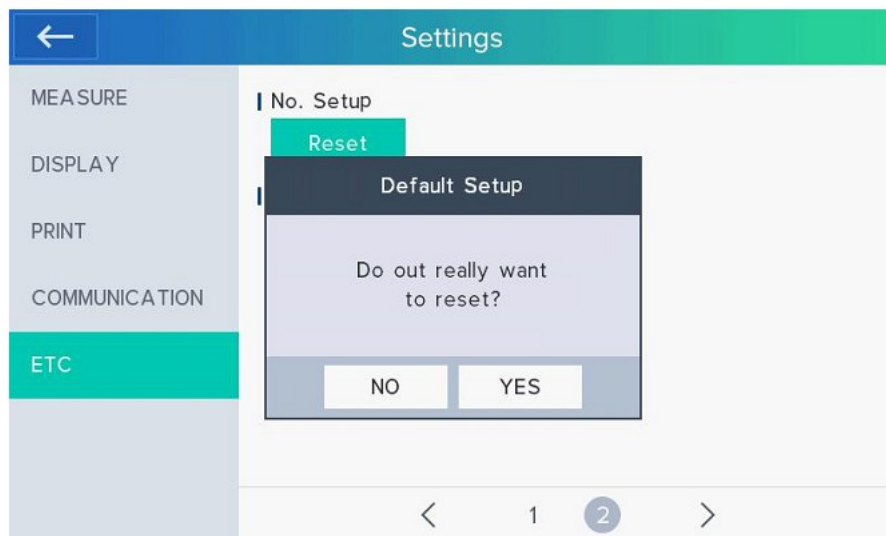 Settings
MEASURE
DISPLAY
PRINT
COMMUNICATION
ETC
No. Setup
Reset
Default Setup
Do out really want
to reset?
NO YES
1 2